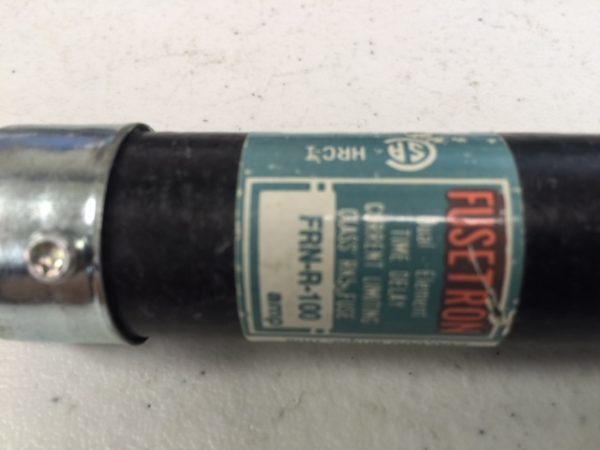 FUSETRON
Dual - Element
TIME DELAY
CURRENT LIMITING
CLASS RK5 FUSE
FRN-R-100
amp
HRC-I